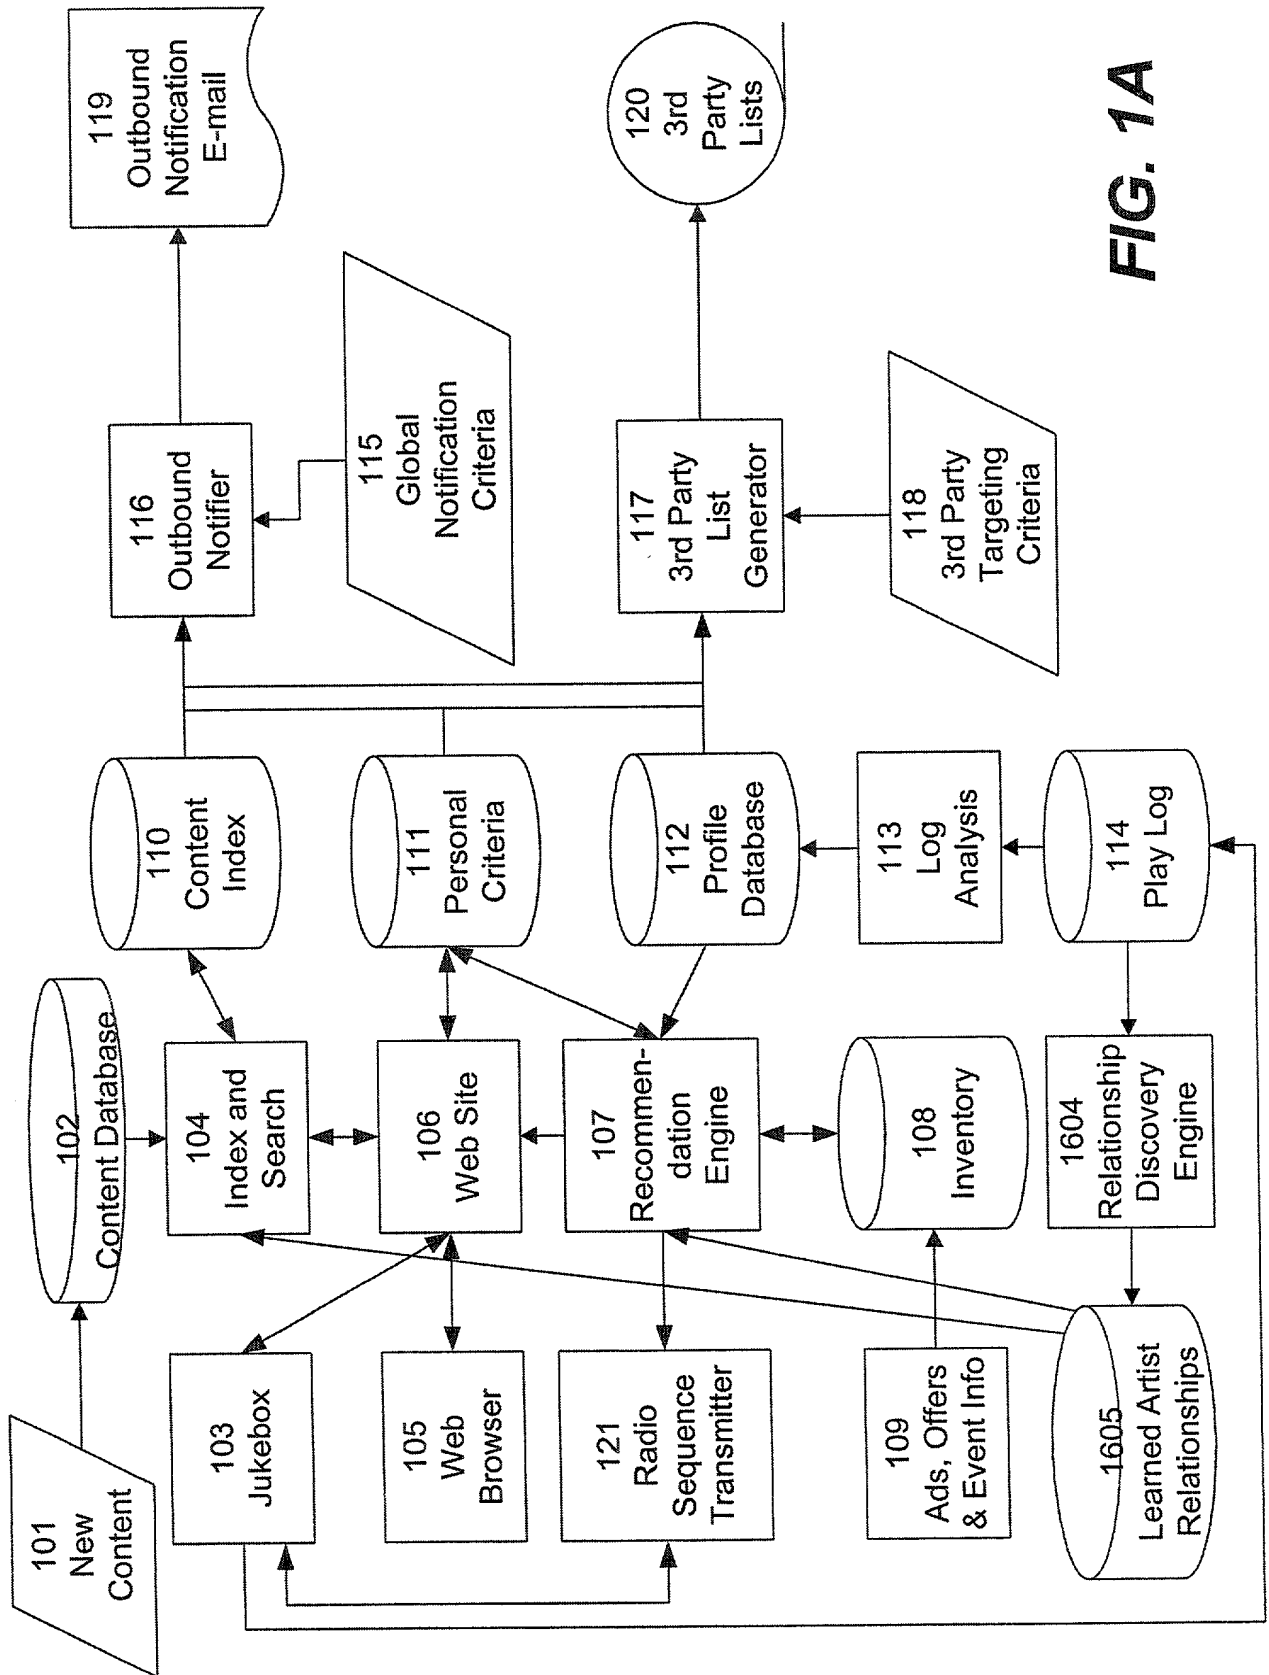 101
New
Content
102
Content Database
103
Jukebox
104
Index and
Search
110
Content
Index
116
Outbound
Notifier
119
Outbound
Notification
E-mail
105
Web
Browser
106
Web Site
111
Personal
Criteria
115
Global
Notification
Criteria
121
Radio
Sequence
Transmitter
107
Recommen-
dation
Engine
112
Profile
Database
117
3rd Party
List
Generator
120
3rd
Party
Lists
109
Ads, Offers
& Event Info
108
Inventory
113
Log
Analysis
118
3rd Party
Targeting
Criteria
1605
Learned Artist
Relationships
1604
Relationship
Discovery
Engine
114
Play Log
FIG. 1A